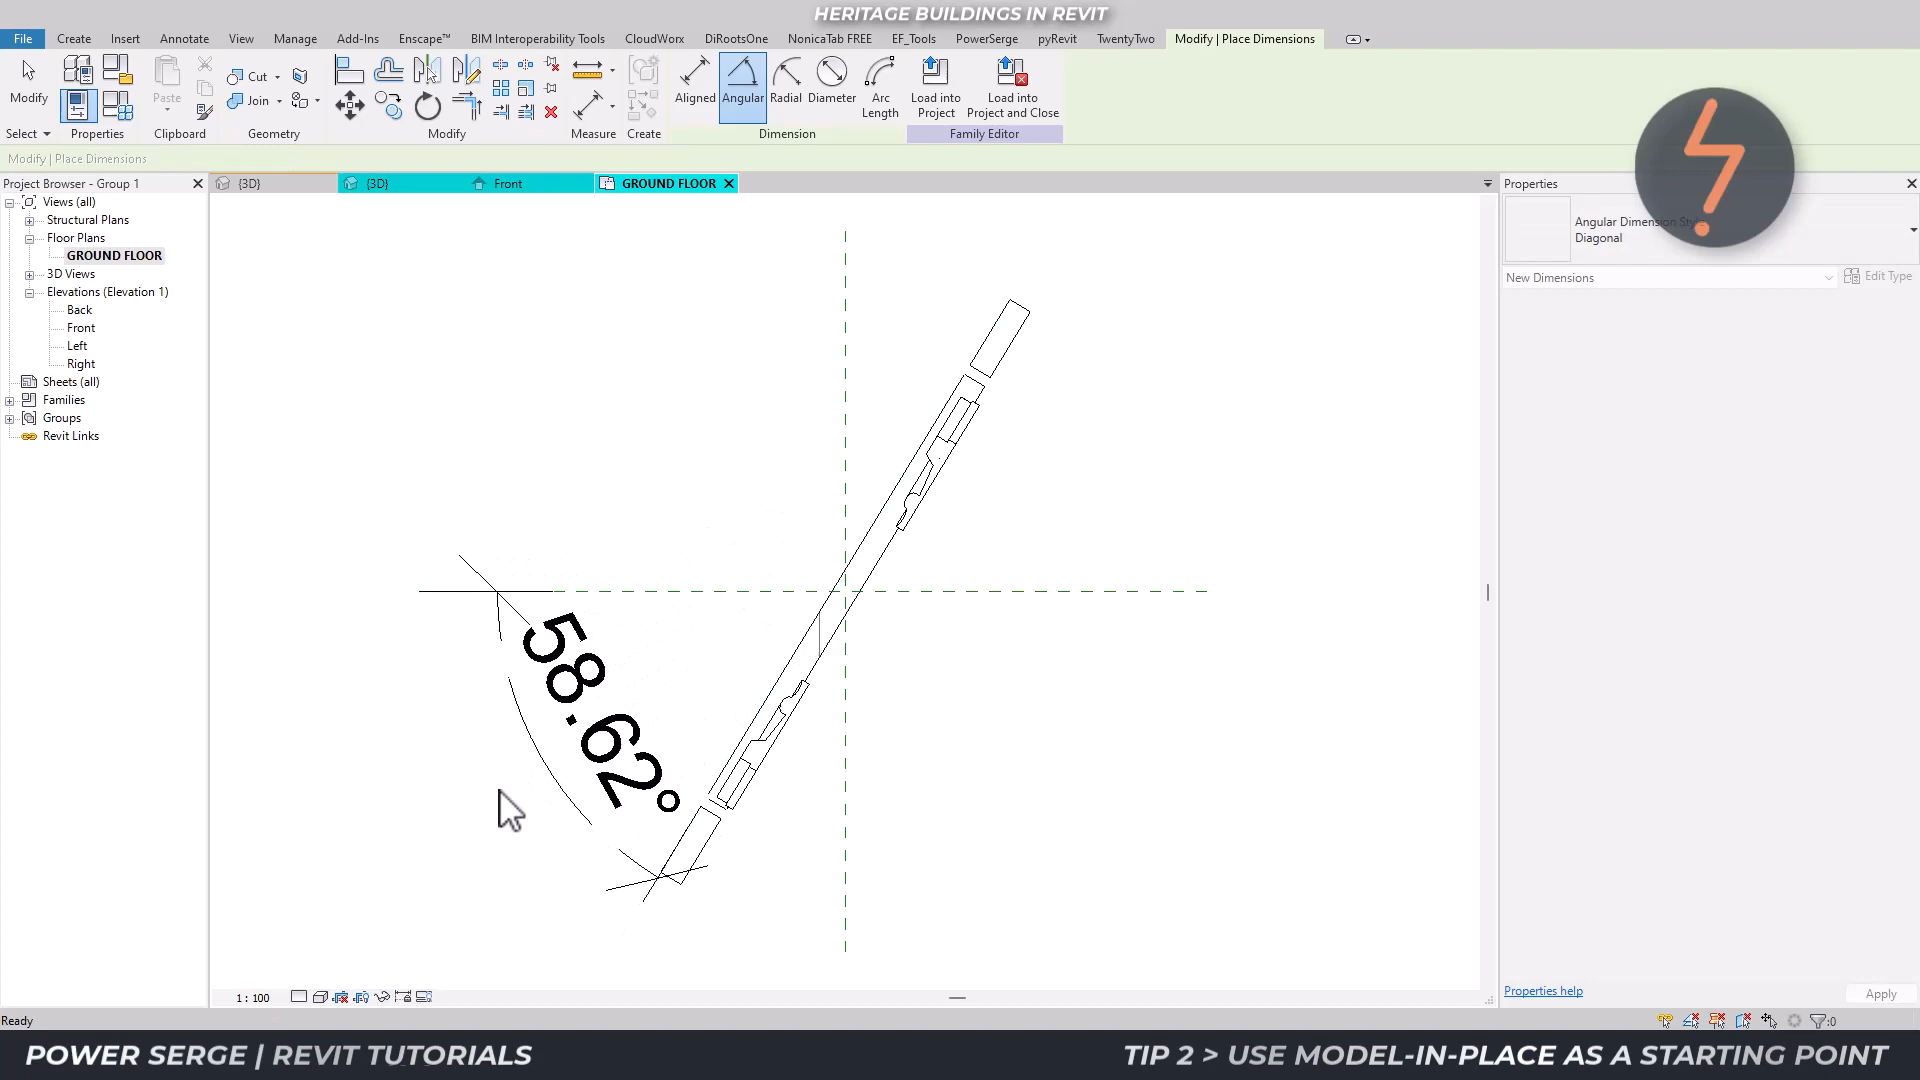 HERITAGE BUILDINGS IN REVIT
File Create Insert Annotate View Manage Add-Ins Enscape™ BIM Interoperability Tools CloudWorx DiRootsOne NonicaTab FREE EF_Tools PowerSerge pyRevit TwentyTwo Modify | Place Dimensions
Modify Paste Cut Join Aligned Angular Radial Diameter Arc Length Load into Project Load into Project and Close
Select Properties Clipboard Geometry Modify Measure Create Dimension Family Editor
Modify | Place Dimensions
Project Browser - Group 1
{3D} {3D} Front GROUND FLOOR
Properties
Views (all)
Structural Plans
Floor Plans
GROUND FLOOR
3D Views
Elevations (Elevation 1)
Back
Front
Left
Right
Sheets (all)
Families
Groups
Revit Links
Angular Dimension Style
Diagonal
New Dimensions Edit Type
58.62°
1 : 100
Properties help Apply
Ready :0
POWER SERGE | REVIT TUTORIALS
TIP 2 > USE MODEL-IN-PLACE AS A STARTING POINT